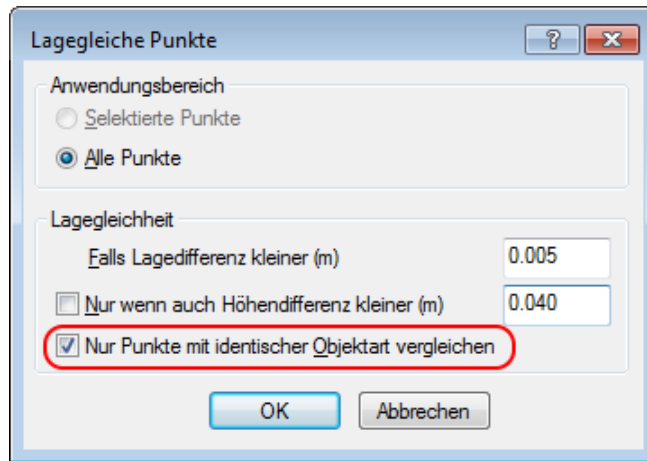 Lagegleiche Punkte
Anwendungsbereich
Selektierte Punkte
Alle Punkte
Lagegleichheit
Falls Lagedifferenz kleiner (m) 0.005
Nur wenn auch Höhendifferenz kleiner (m) 0.040
Nur Punkte mit identischer Objektart vergleichen
OK Abbrechen